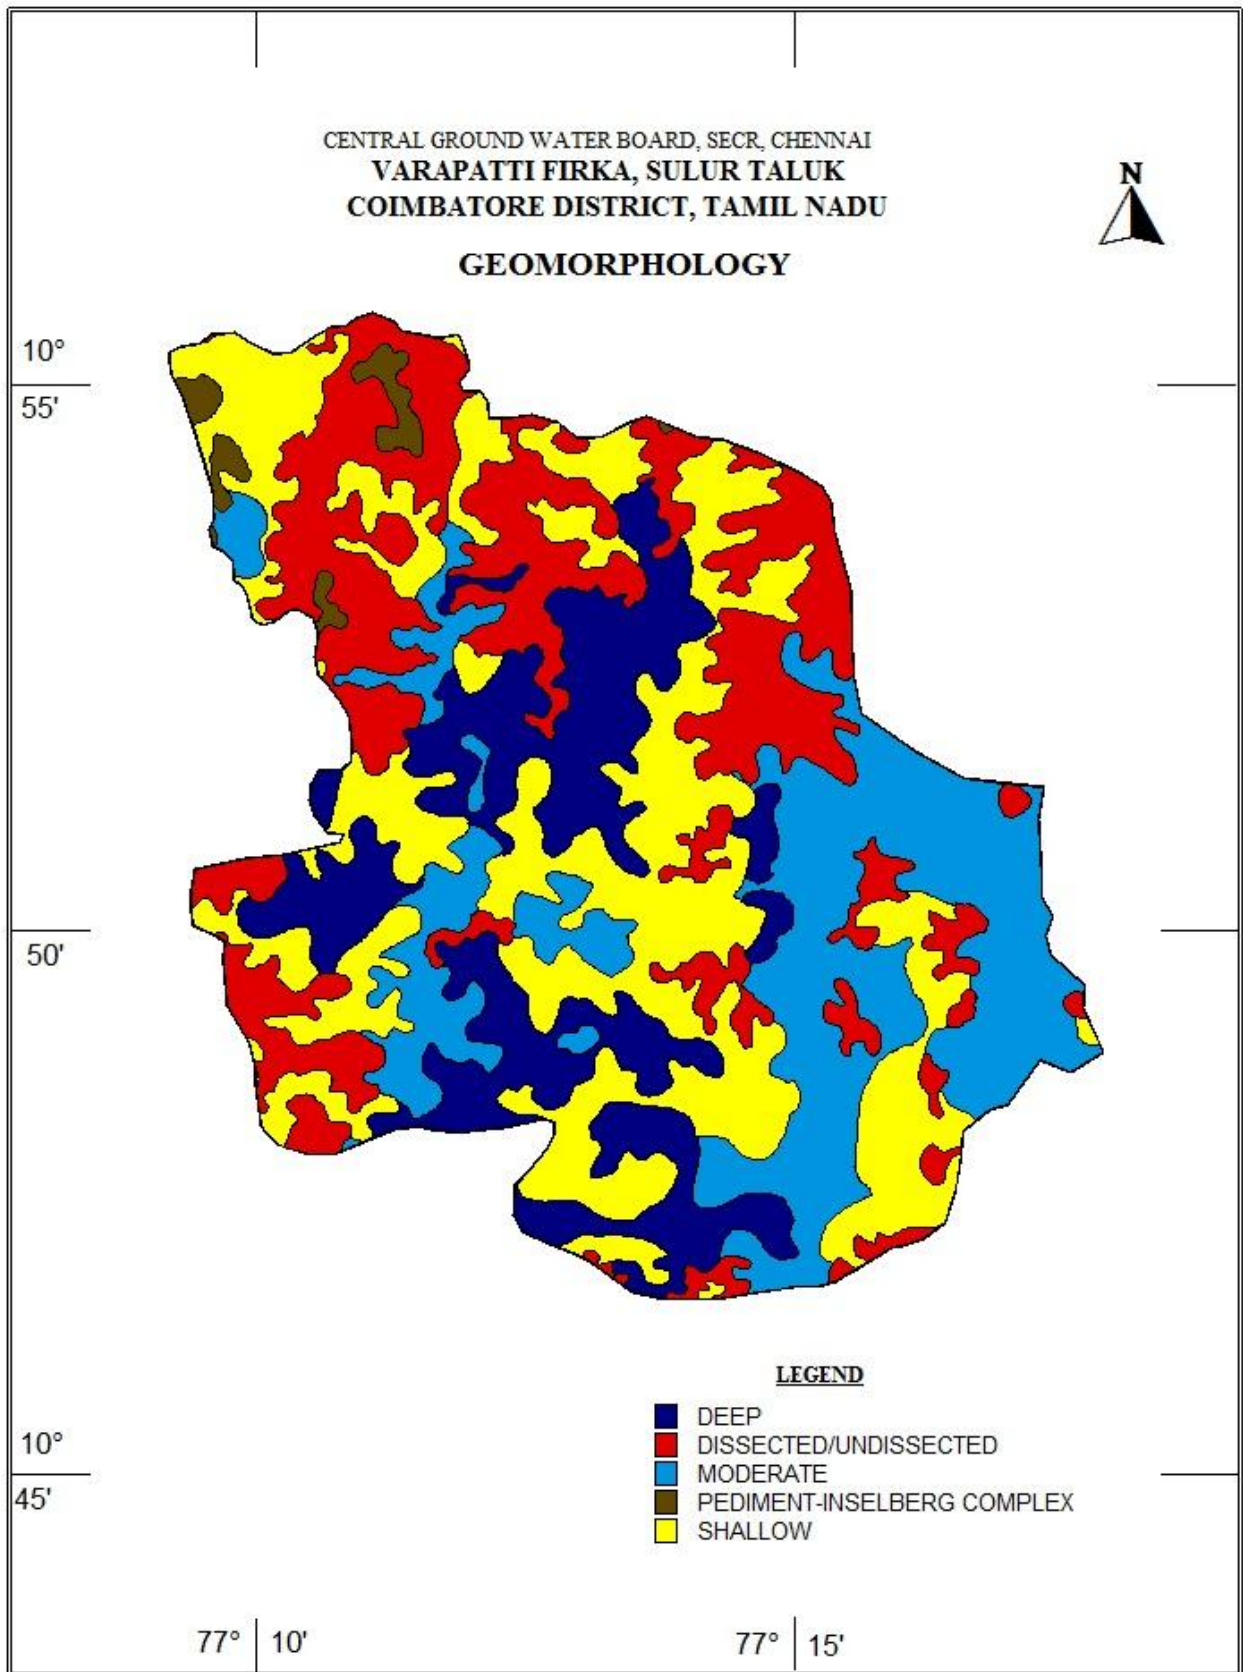 CENTRAL GROUND WATER BOARD, SECR, CHENNAI
VARAPATTI FIRKA, SULUR TALUK
COIMBATORE DISTRICT, TAMIL NADU
N
GEOMORPHOLOGY
10°
55'
50'
LEGEND
DEEP
DISSECTED/UNDISSECTED
MODERATE
PEDIMENT-INSELBERG COMPLEX
SHALLOW
10°
45'
77° 10'
77° 15'